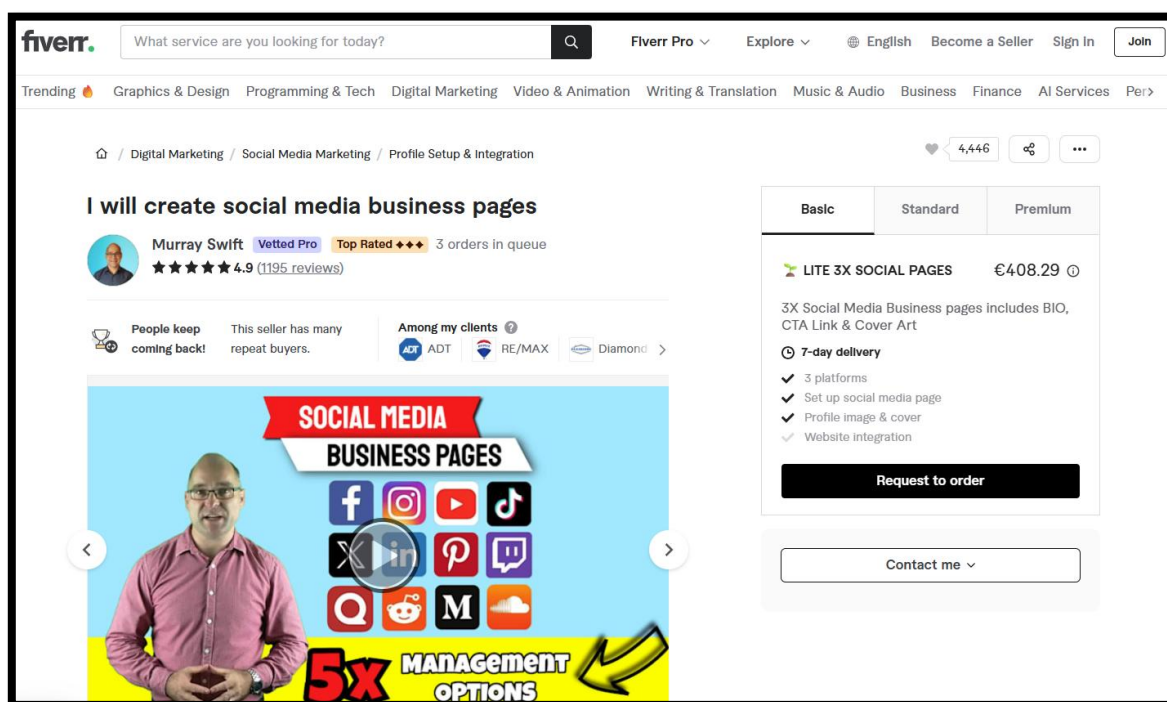 fiverr.
What service are you looking for today?
Fiverr Pro
Explore
English
Become a Seller
Sign In
Join
Trending
Graphics & Design
Programming & Tech
Digital Marketing
Video & Animation
Writing & Translation
Music & Audio
Business
Finance
AI Services
Per
/ Digital Marketing / Social Media Marketing / Profile Setup & Integration
4,446
I will create social media business pages
Murray Swift Vetted Pro Top Rated 3 orders in queue
4.9 (1195 reviews)
People keep
coming back!
This seller has many
repeat buyers.
Among my clients
ADT ADT
RE/MAX
Diamond
SOCIAL MEDIA
BUSINESS PAGES
in
M
5X
MANAGEMENT
OPTIONS
Basic
Standard
Premium
LITE 3X SOCIAL PAGES €408.29
3X Social Media Business pages includes BIO,
CTA Link & Cover Art
7-day delivery
3 platforms
Set up social media page
Profile image & cover
Website integration
Request to order
Contact me